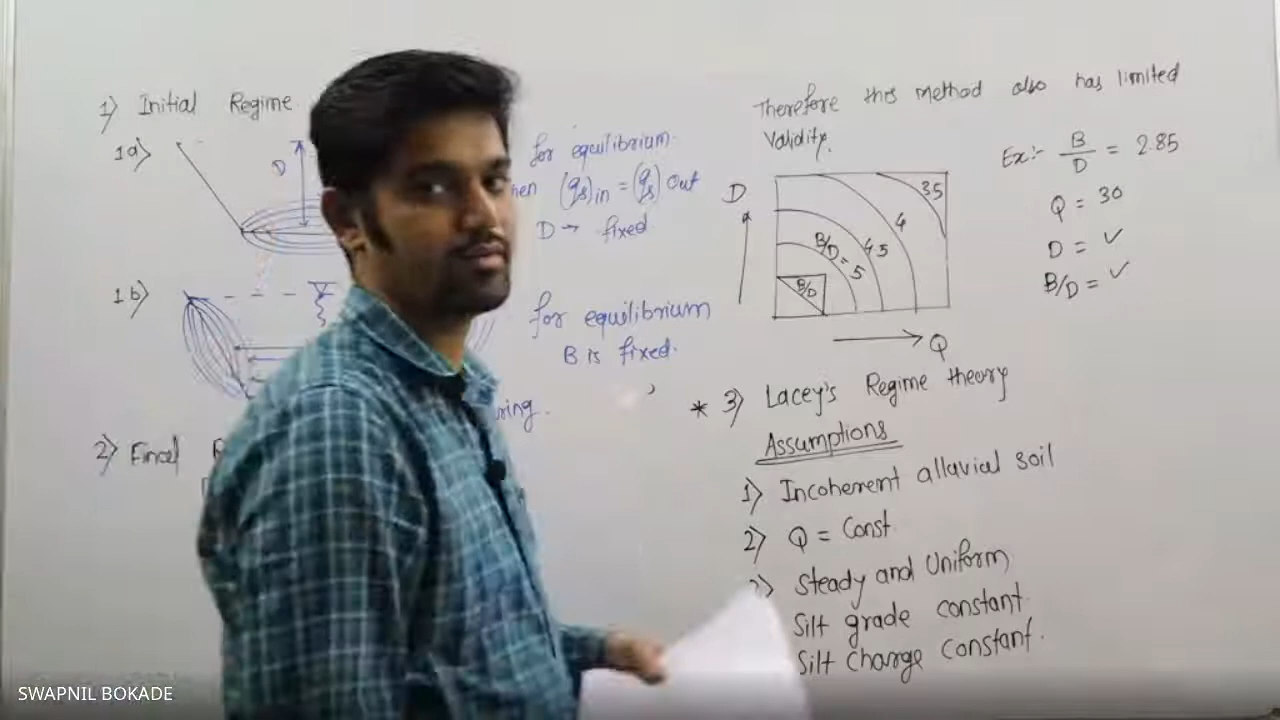 1) Initial Regime
1a)
D
for equilibrium.
hen (qs)in = (qs) out
D → fixed
1b)
for equilibrium
B is fixed.
ring.
2) Final R
Therefore this method also has limited
Validity.
Ex:- B/D = 2.85
Q = 30
D = ✓
B/D = ✓
D
35
4
45
B/D = 5
B/D
Q
* 3) Lacey's Regime theory
Assumptions
1) Incoherent alluvial soil
2) Q = Const
3) Steady and Uniform
Silt grade constant.
Silt Charge Constant.
SWAPNIL BOKADE